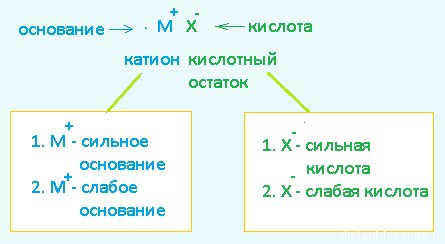 основание → · M⁺ X⁻ ← кислота
катион кислотный
остаток
1. M⁺ - сильное
основание
2. M⁺ - слабое
основание
1. X⁻ - сильная
кислота
2. X⁻ - слабая кислота